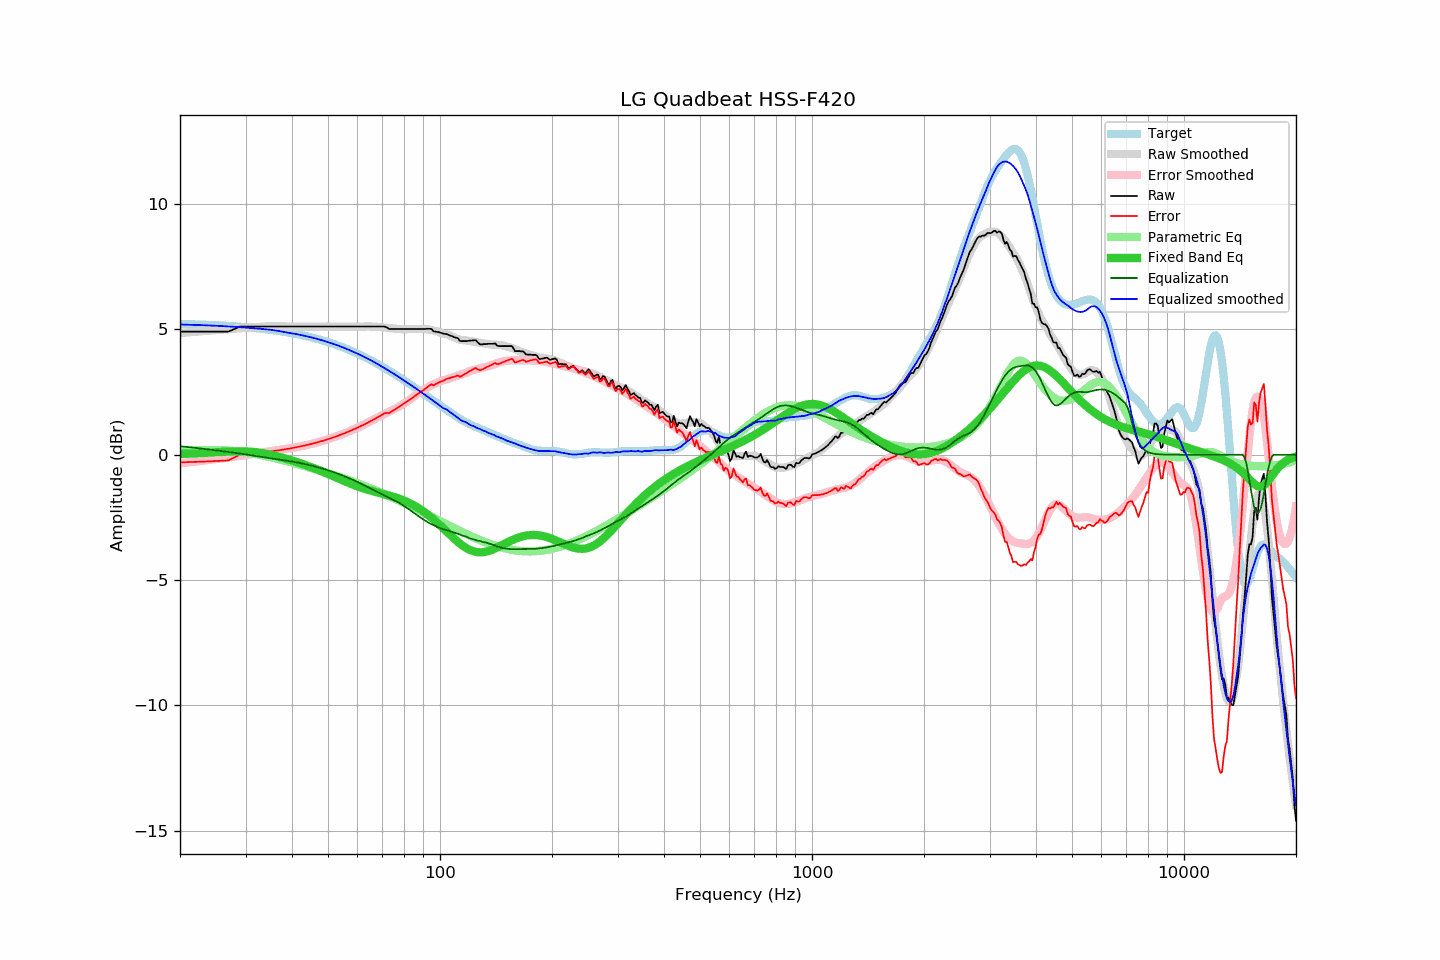 LG Quadbeat HSS-F420
Amplitude (dBr)
10
5
0
−5
−10
−15
Target
Raw Smoothed
Error Smoothed
Raw
Error
Parametric Eq
Fixed Band Eq
Equalization
Equalized smoothed
100
1000
10000
Frequency (Hz)